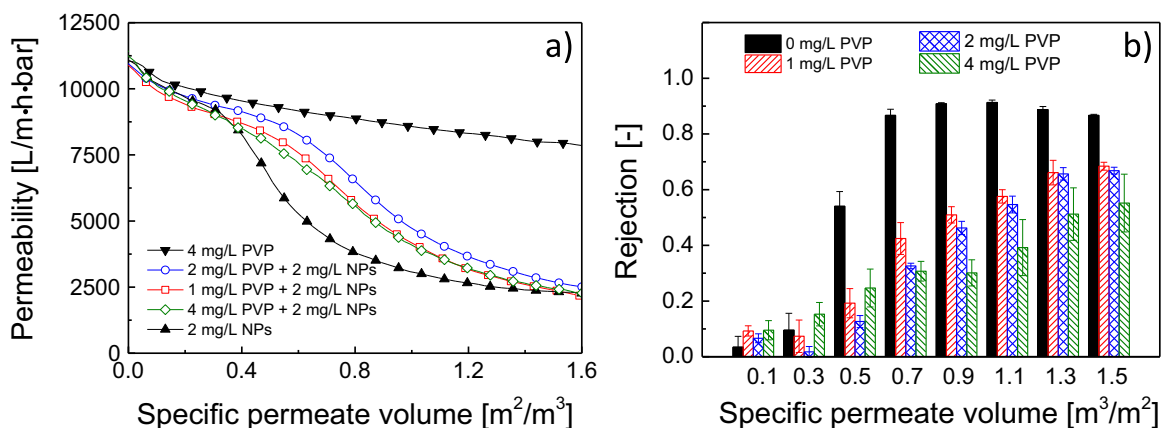 a)
Permeability [L/m·h·bar]
12500
10000
7500
5000
2500
0
4 mg/L PVP
2 mg/L PVP + 2 mg/L NPs
1 mg/L PVP + 2 mg/L NPs
4 mg/L PVP + 2 mg/L NPs
2 mg/L NPs
0.0 0.4 0.8 1.2 1.6
Specific permeate volume [m²/m³]
b)
0 mg/L PVP
1 mg/L PVP
2 mg/L PVP
4 mg/L PVP
Rejection [-]
1.0
0.8
0.6
0.4
0.2
0.0
0.1 0.3 0.5 0.7 0.9 1.1 1.3 1.5
Specific permeate volume [m³/m²]